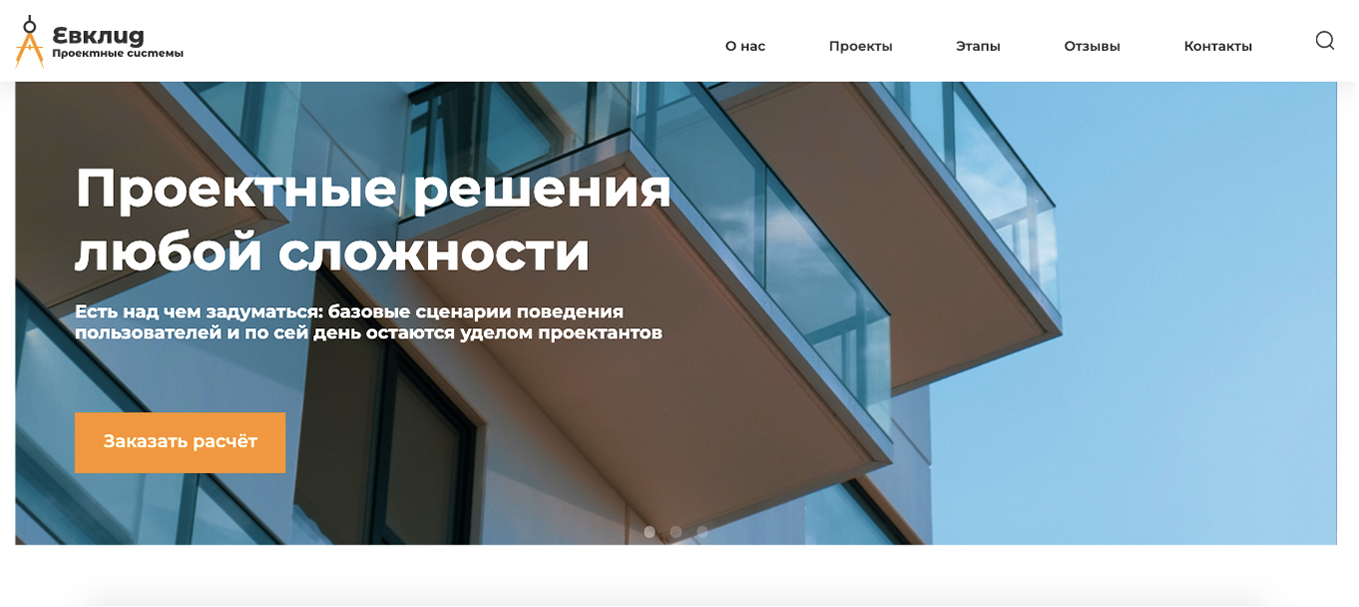 Евклид
Проектные системы
О нас
Проекты
Этапы
Отзывы
Контакты
Проектные решения
любой сложности
Есть над чем задуматься: базовые сценарии поведения
пользователей и по сей день остаются уделом проектантов
Заказать расчёт